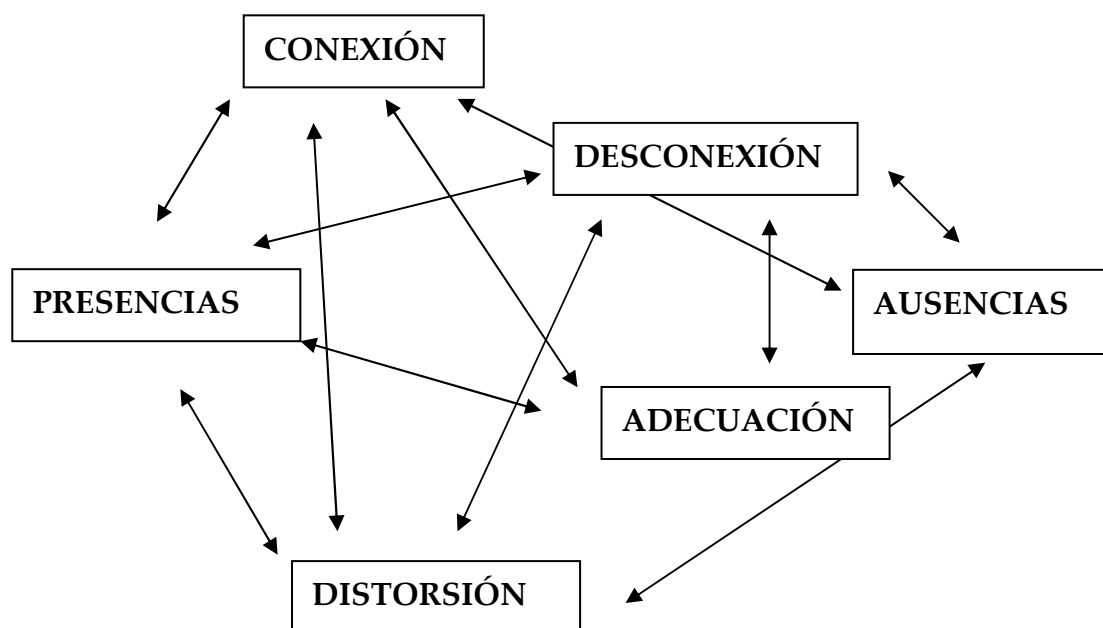 CONEXIÓN
DESCONEXIÓN
PRESENCIAS
AUSENCIAS
ADECUACIÓN
DISTORSIÓN